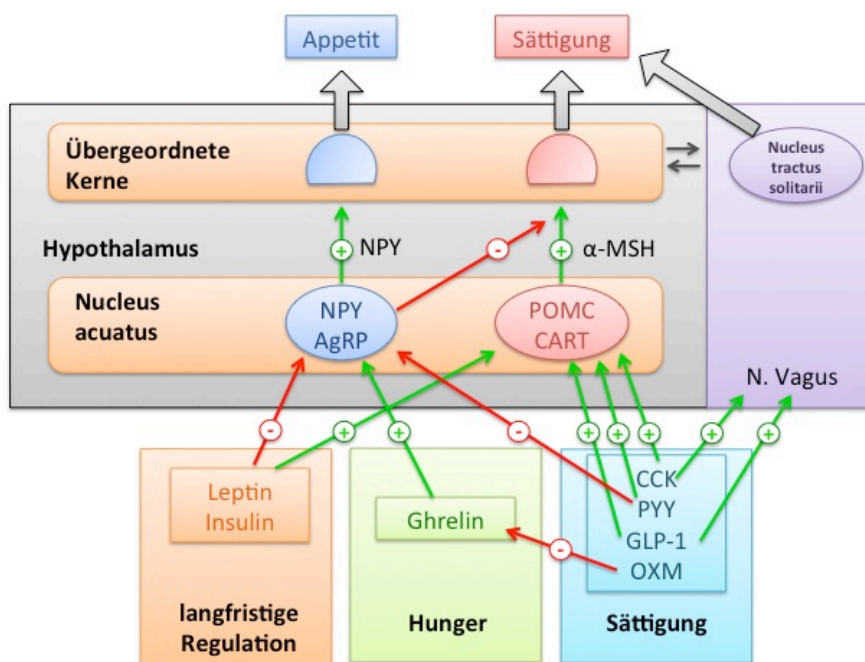 Appetit
Sättigung
Übergeordnete
Kerne
Nucleus
tractus
solitarii
Hypothalamus
+
NPY
-
+
α-MSH
Nucleus
acuatus
NPY
AgRP
POMC
CART
N. Vagus
-
+
+
-
+
+
+
+
+
Leptin
Insulin
langfristige
Regulation
Ghrelin
Hunger
-
CCK
PYY
GLP-1
OXM
Sättigung